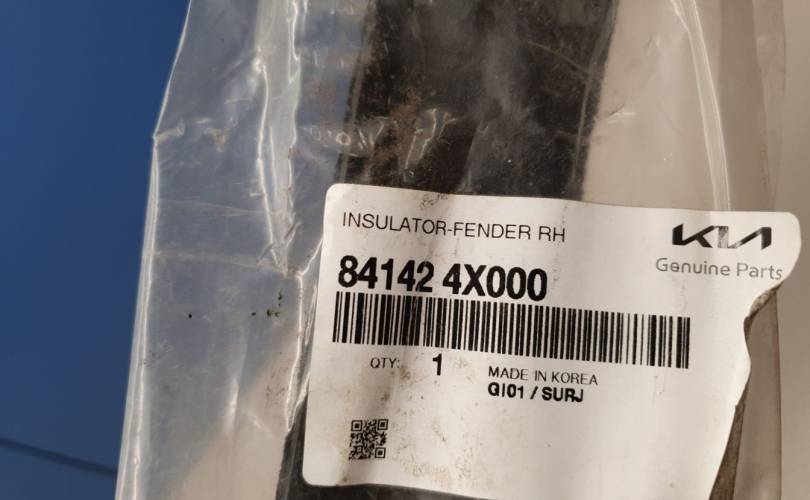 INSULATOR-FENDER RH
KIA
84142 4X000
Genuine Parts
QTY: 1
MADE IN KOREA
GI01 / SURJ